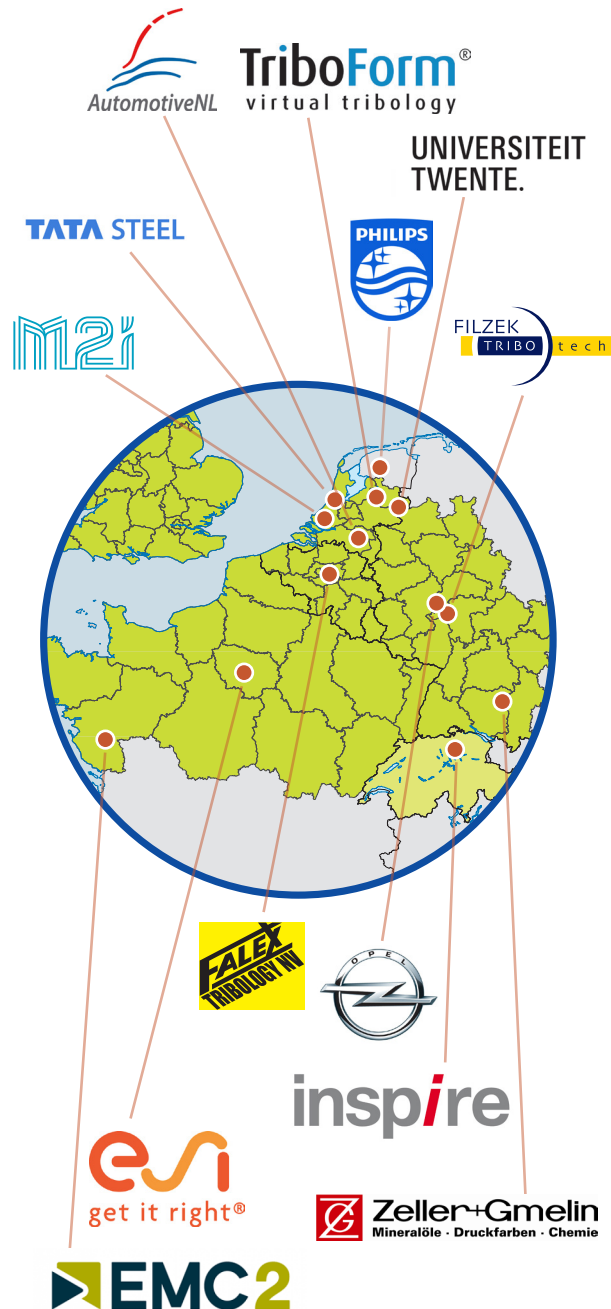 AutomotiveNL
TriboForm®
virtual tribology
UNIVERSITEIT
TWENTE.
TATA STEEL
PHILIPS
M2i
FILZEK
TRIBO tech
FALEX
TRIBOLOGY NV
OPEL
inspire
esi
get it right®
Zeller+Gmelin
Mineralöle · Druckfarben · Chemie
EMC2